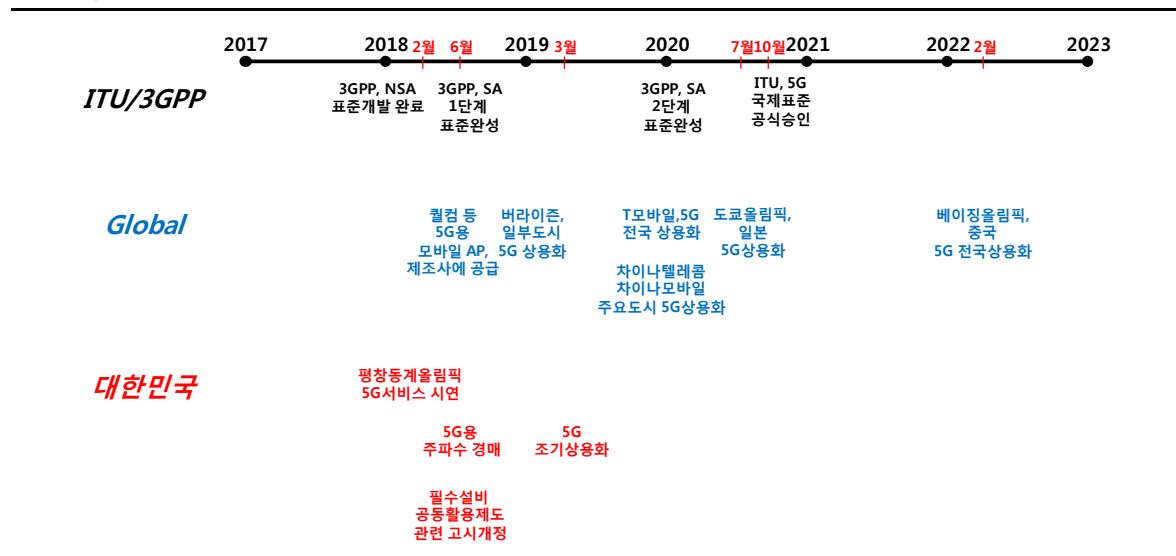 2017 2018 2월 6월 2019 3월 2020 7월 10월 2021 2022 2월 2023
ITU/3GPP
3GPP, NSA
표준개발 완료
3GPP, SA
1단계
표준완성
3GPP, SA
2단계
표준완성
ITU, 5G
국제표준
공식승인
Global
퀄컴 등
5G용
모바일 AP,
제조사에 공급
버라이즌,
일부도시
5G 상용화
T모바일,5G
전국 상용화
차이나텔레콤
차이나모바일
주요도시 5G상용화
도쿄올림픽,
일본
5G상용화
베이징올림픽,
중국
5G 전국상용화
대한민국
평창동계올림픽
5G서비스 시연
5G용
주파수 경매
5G
조기상용화
필수설비
공동활용제도
관련 고시개정